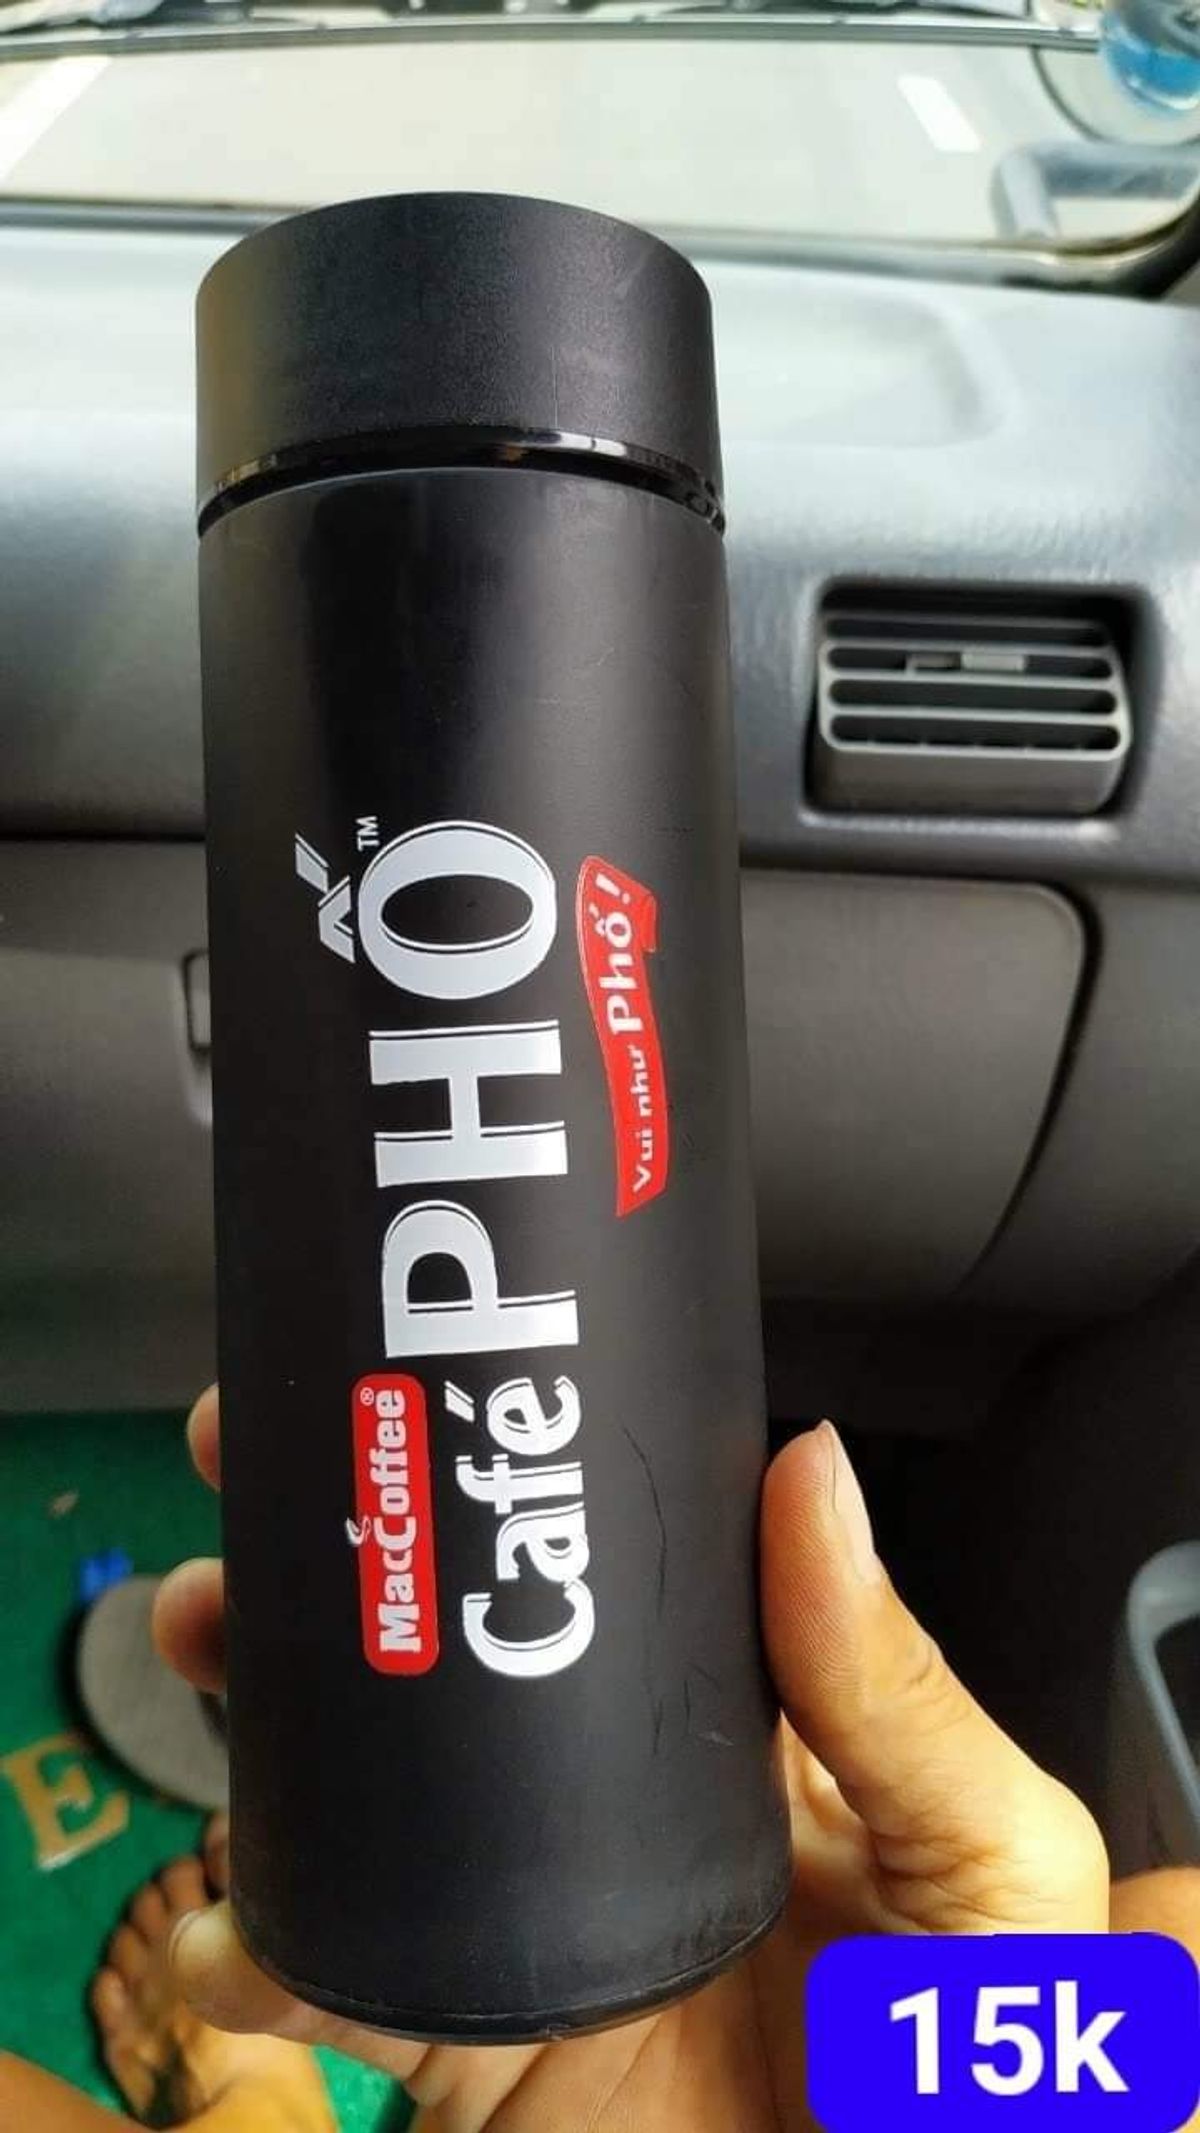 MacCoffee®
Café PHỐ™
Vui như Phố!
E
15k